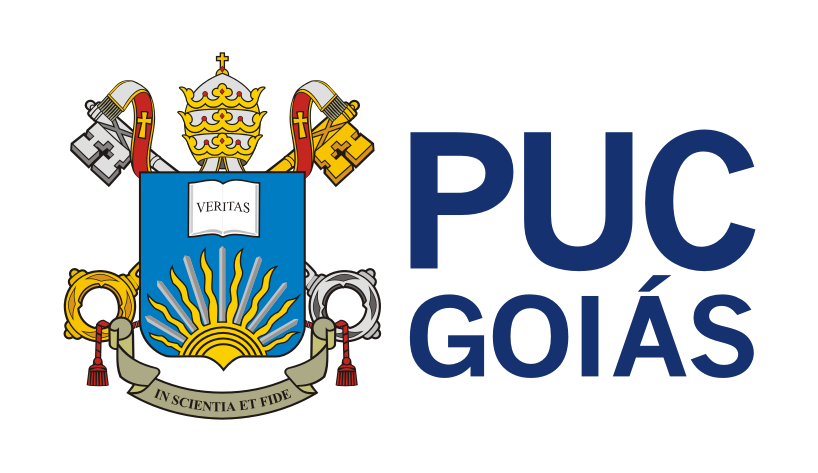 VERITAS
IN SCIENTIA ET FIDE
PUC
GOIÁS